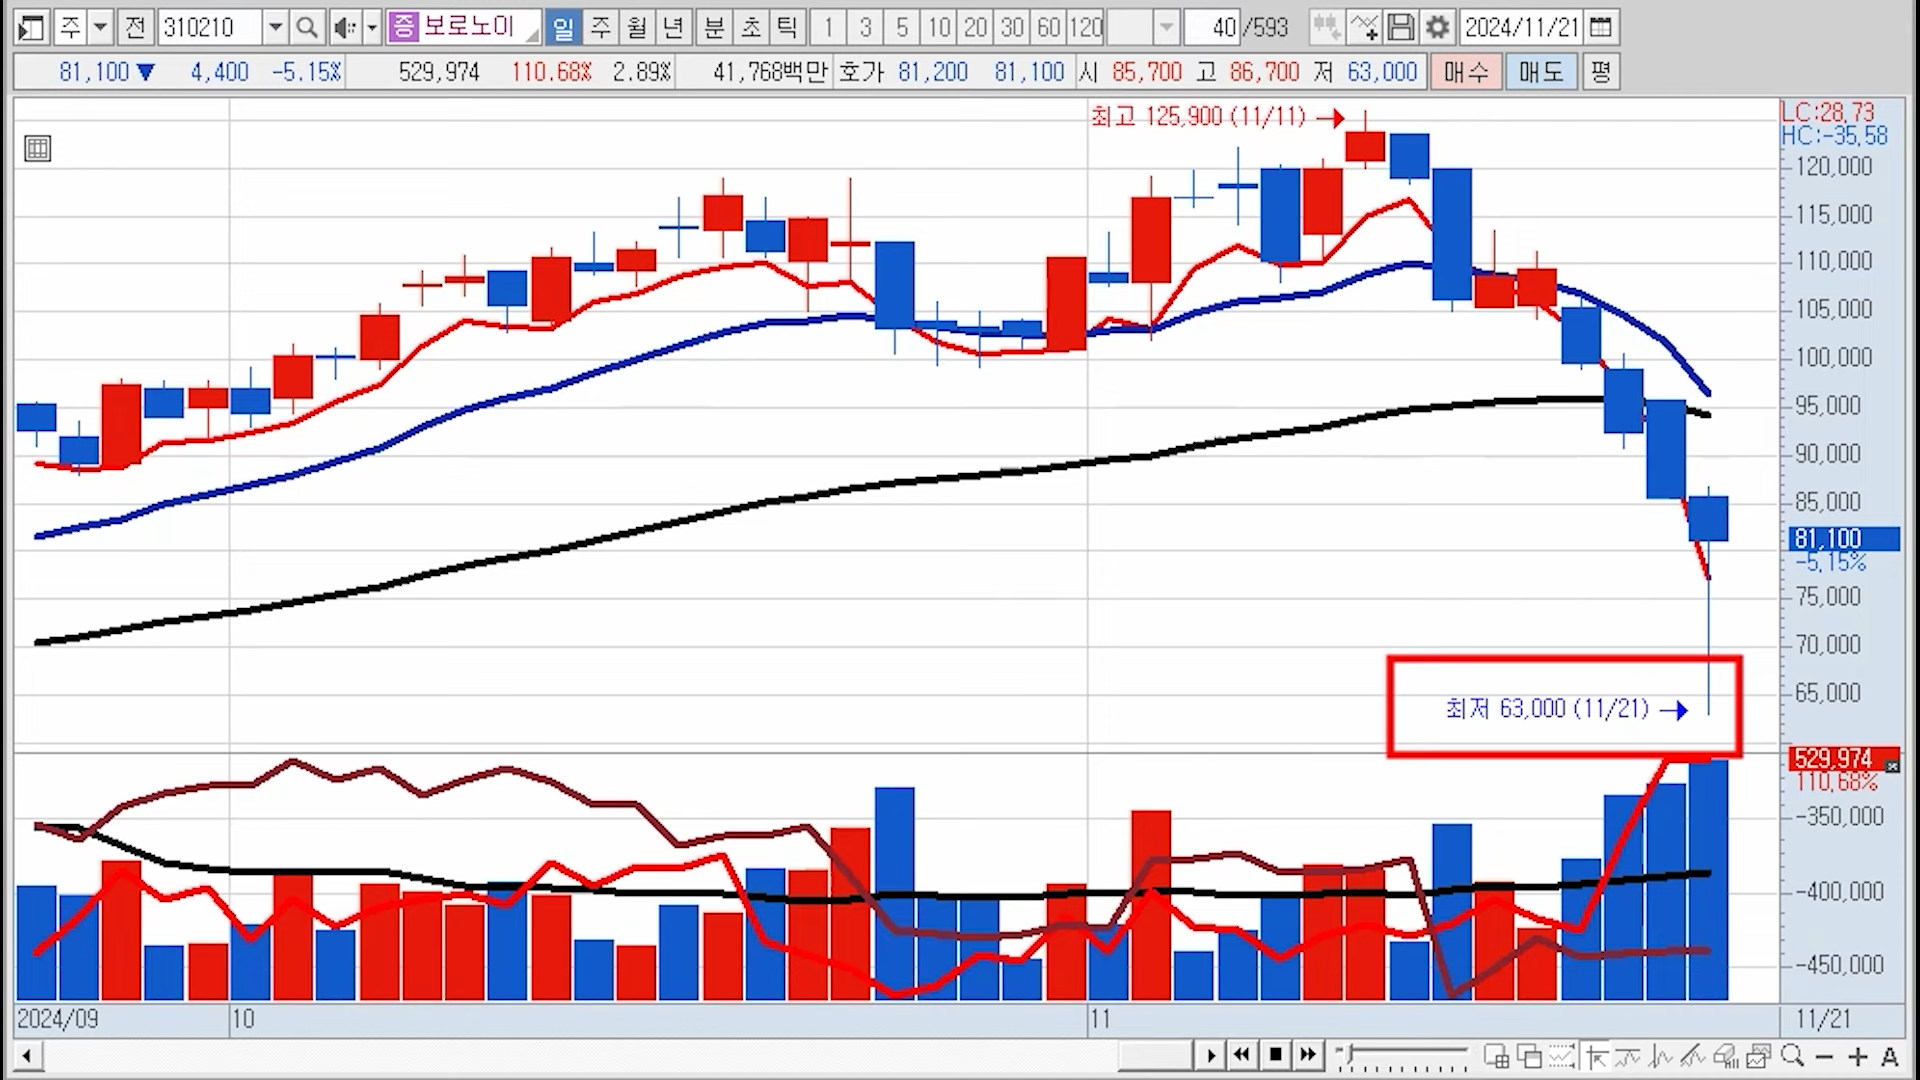 주 전 310210 증 보로노이 일 주 월 년 분 초 틱 1 3 5 10 20 30 60 120 40 /593 2024/11/21
81,100 ▼ 4,400 -5.15% 529,974 110.68% 2.89% 41,768백만 호가 81,200 81,100 시 85,700 고 86,700 저 63,000 매수 매도 평
최고 125,900 (11/11) →
LC:28,73
HC:-35,58
120,000
115,000
110,000
105,000
100,000
95,000
90,000
85,000
81,100
-5,15%
75,000
70,000
65,000
최저 63,000 (11/21) →
529,974
110,68%
-350,000
-400,000
-450,000
2024/09 10 11 11/21
A